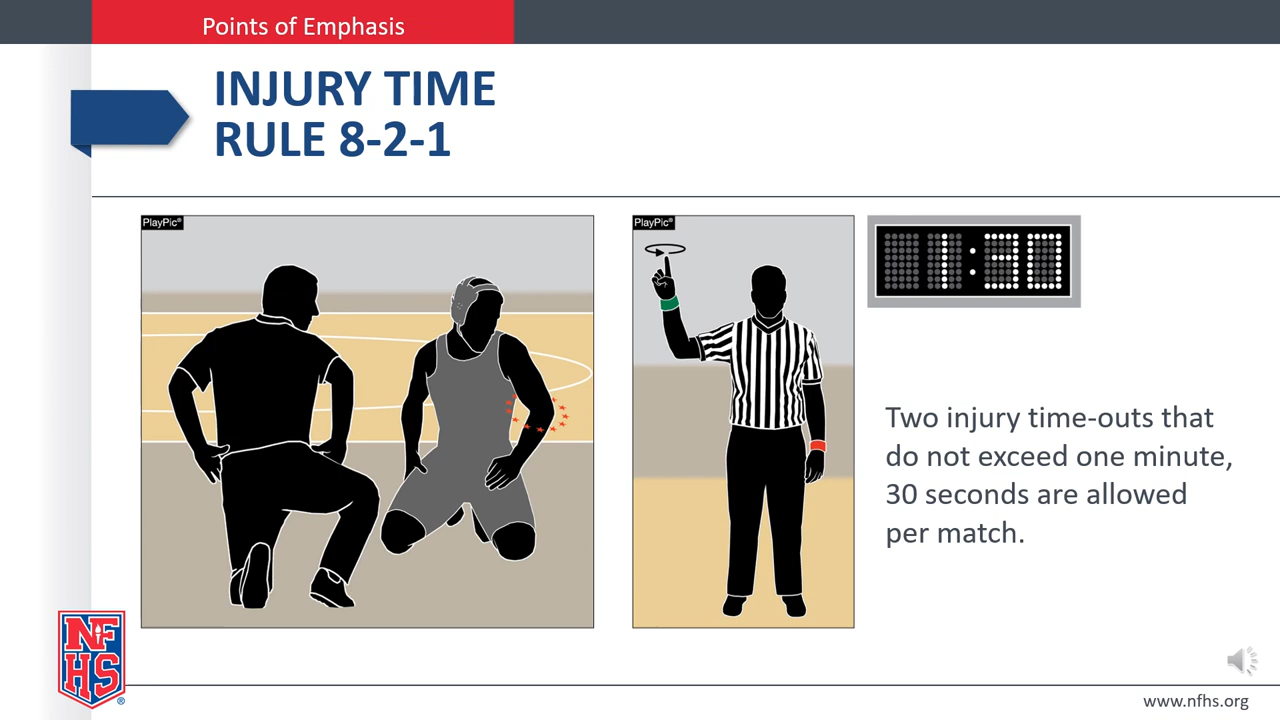 Points of Emphasis
INJURY TIME
RULE 8-2-1
PlayPic®
PlayPic®
1:30
Two injury time-outs that
do not exceed one minute,
30 seconds are allowed
per match.
NF
HS®
www.nfhs.org